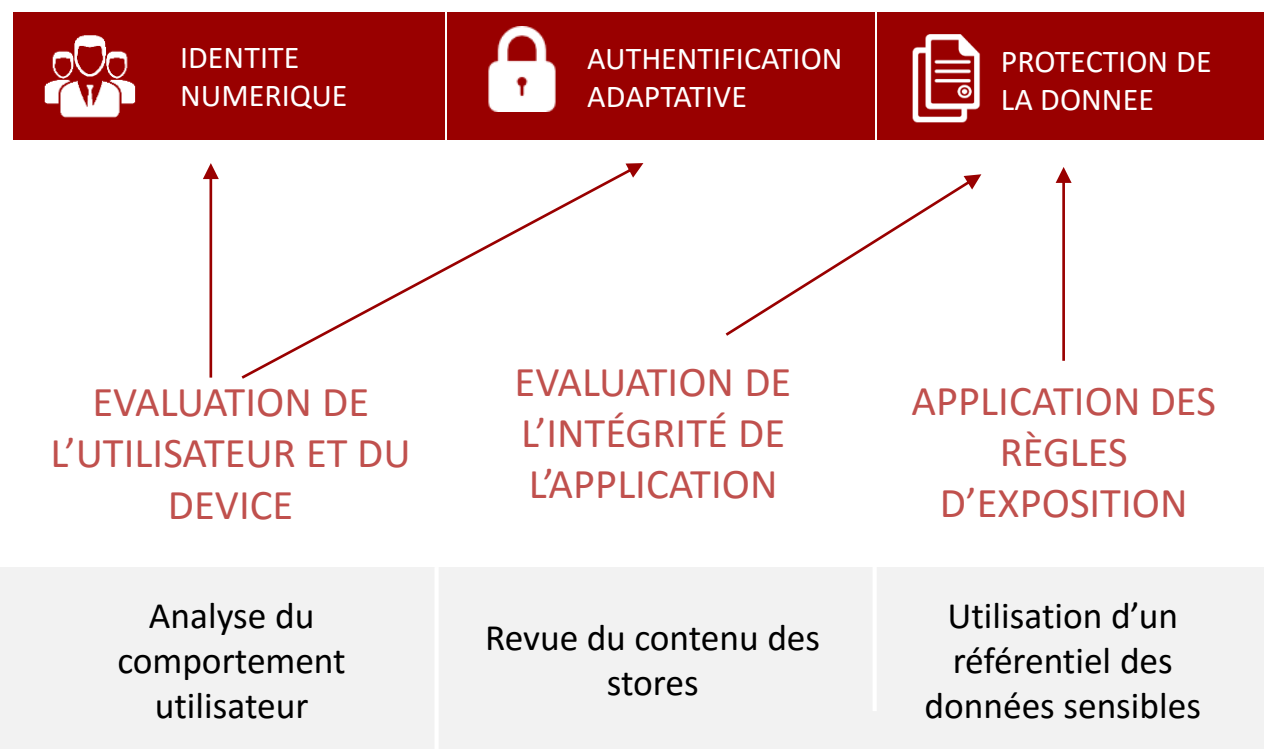 IDENTITE
NUMERIQUE
AUTHENTIFICATION
ADAPTATIVE
PROTECTION DE
LA DONNEE
EVALUATION DE
L’UTILISATEUR ET DU
DEVICE
EVALUATION DE
L’INTÉGRITÉ DE
L’APPLICATION
APPLICATION DES
RÈGLES
D’EXPOSITION
Analyse du
comportement
utilisateur
Revue du contenu des
stores
Utilisation d’un
référentiel des
données sensibles